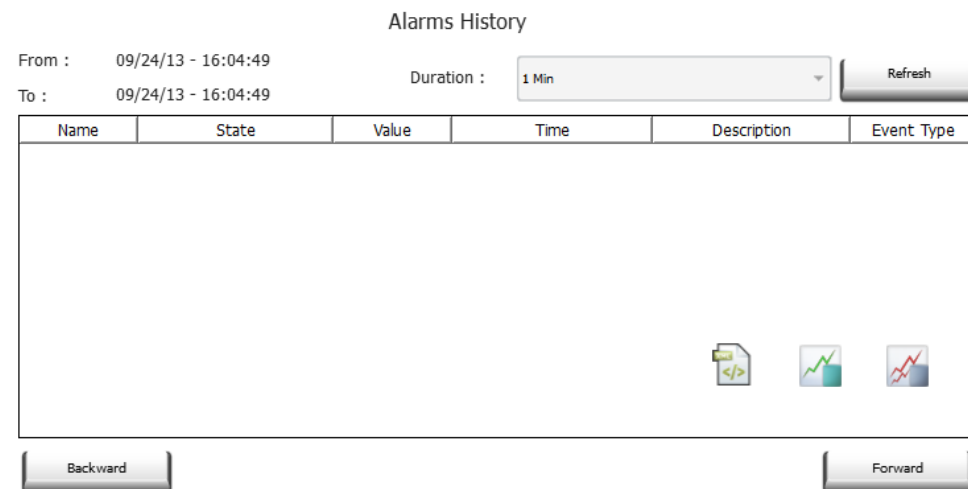 Alarms History
From : 09/24/13 - 16:04:49
To : 09/24/13 - 16:04:49
Duration : 1 Min
Refresh
Name State Value Time Description Event Type
</>
Backward Forward